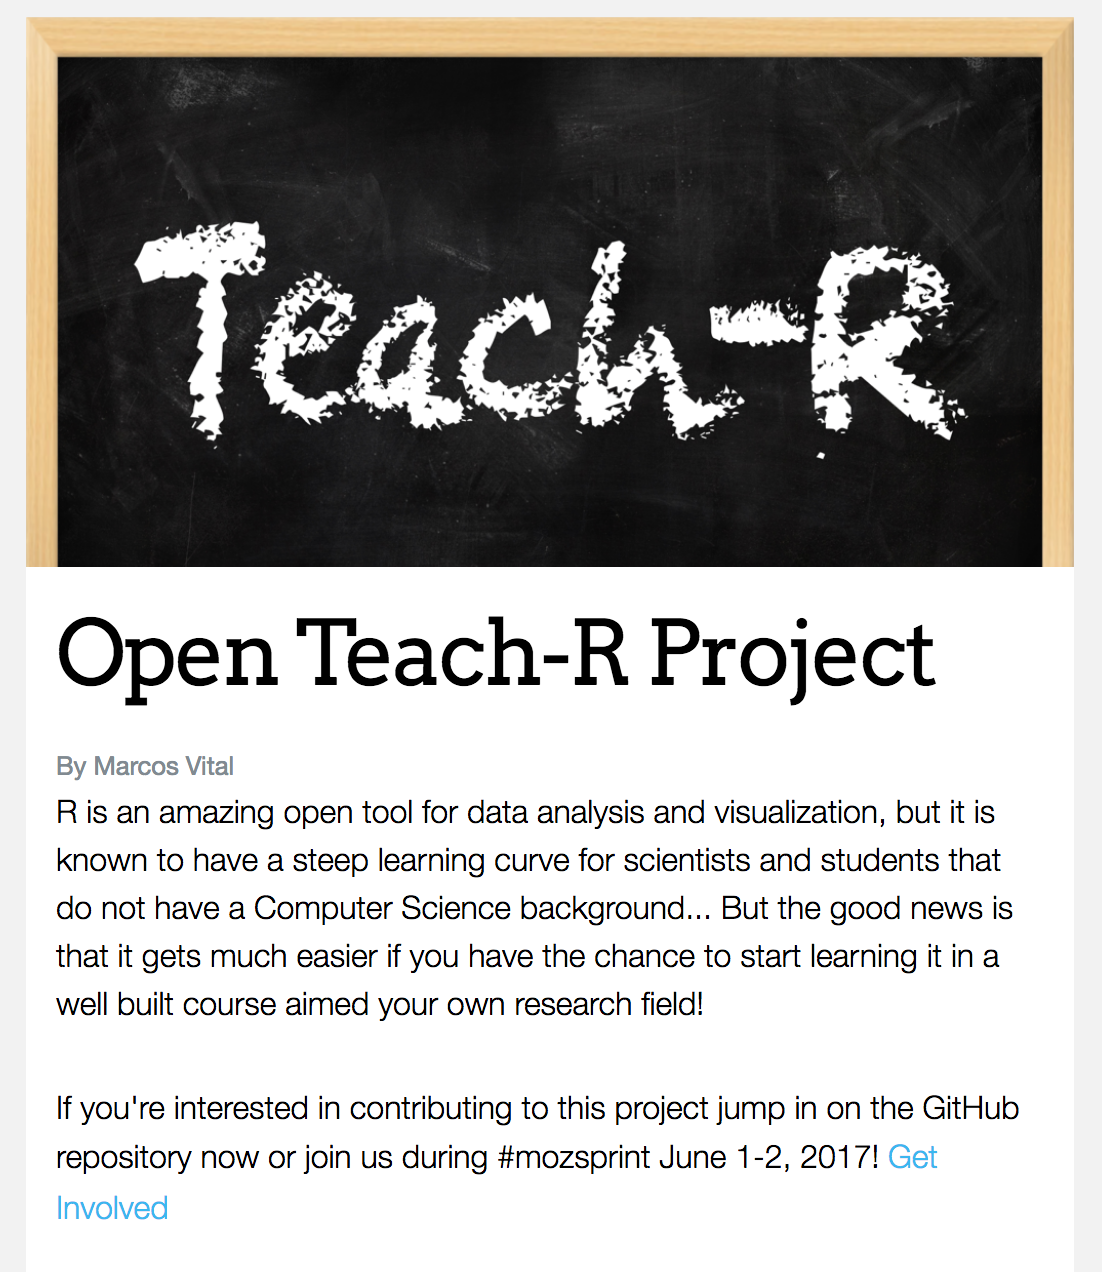 Teach-R
Open Teach-R Project
By Marcos Vital
R is an amazing open tool for data analysis and visualization, but it is
known to have a steep learning curve for scientists and students that
do not have a Computer Science background... But the good news is
that it gets much easier if you have the chance to start learning it in a
well built course aimed your own research field!
If you're interested in contributing to this project jump in on the GitHub
repository now or join us during #mozsprint June 1-2, 2017! Get
Involved